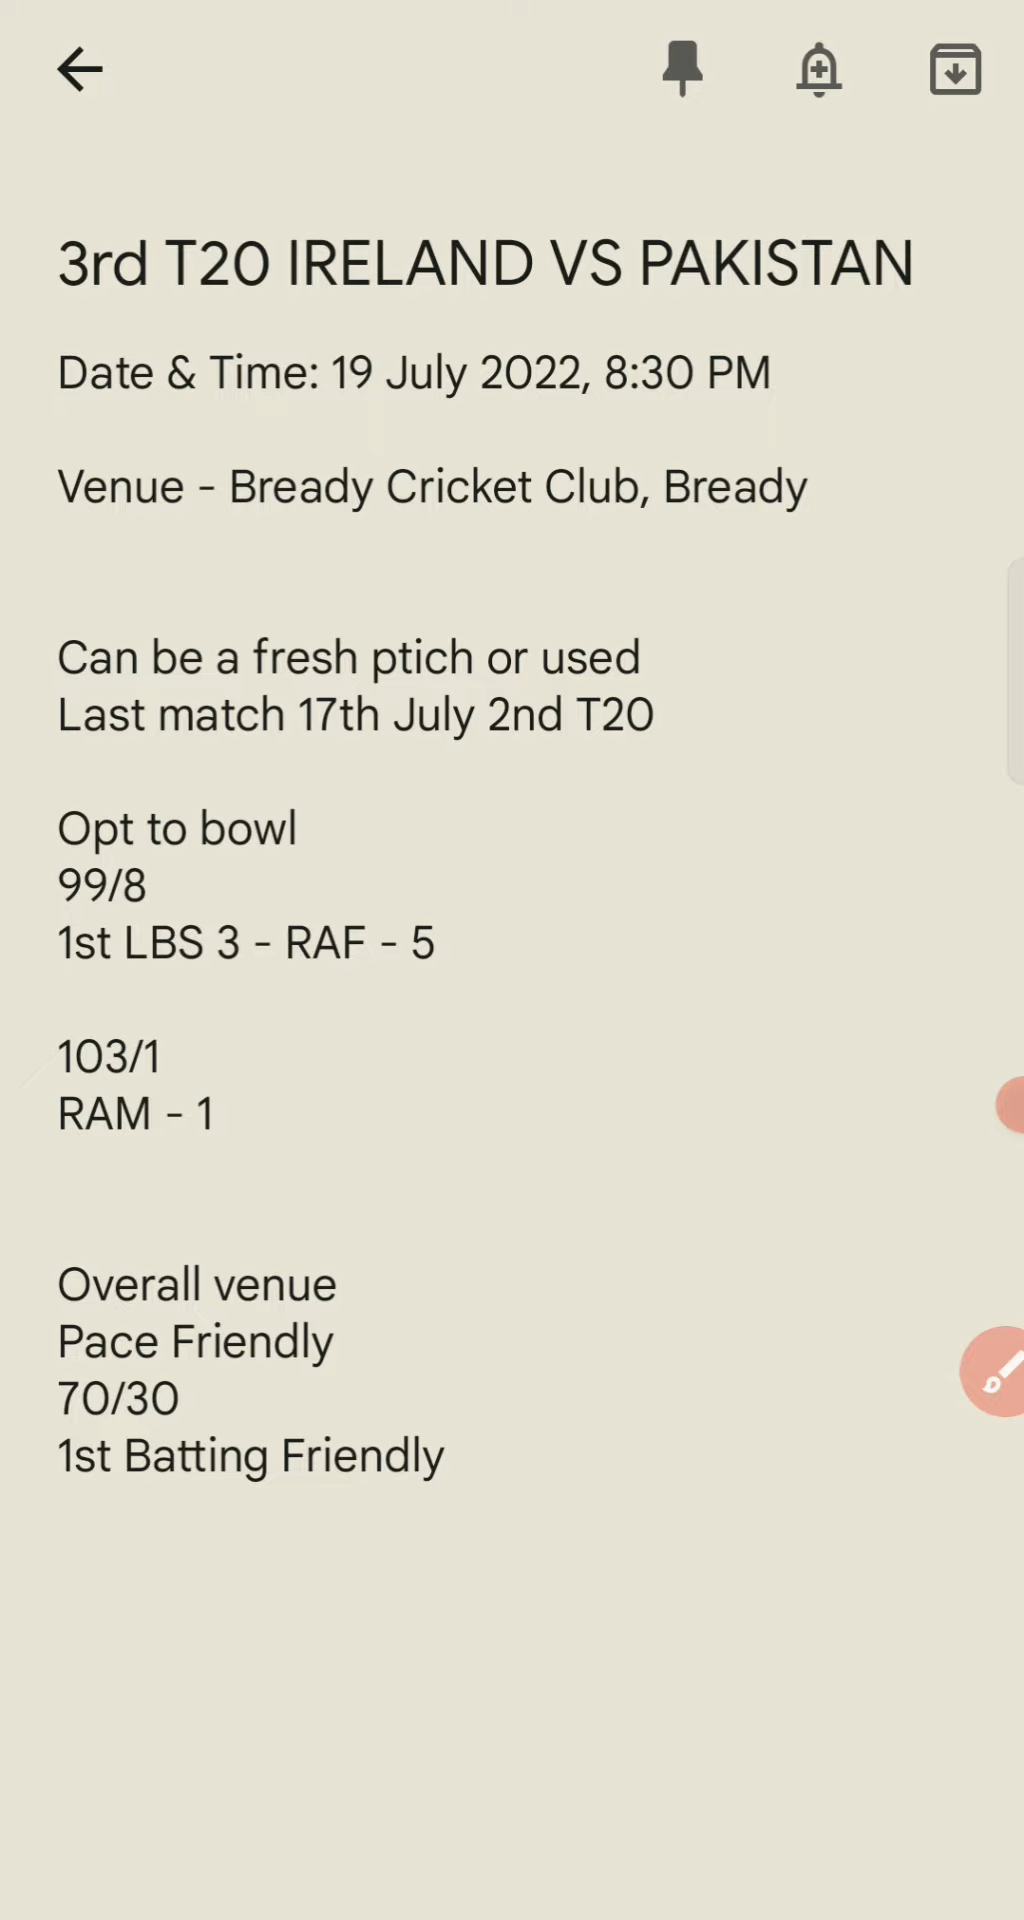 3rd T20 IRELAND VS PAKISTAN
Date & Time: 19 July 2022, 8:30 PM
Venue - Bready Cricket Club, Bready
Can be a fresh ptich or used
Last match 17th July 2nd T20
Opt to bowl
99/8
1st LBS 3 - RAF - 5
103/1
RAM - 1
Overall venue
Pace Friendly
70/30
1st Batting Friendly